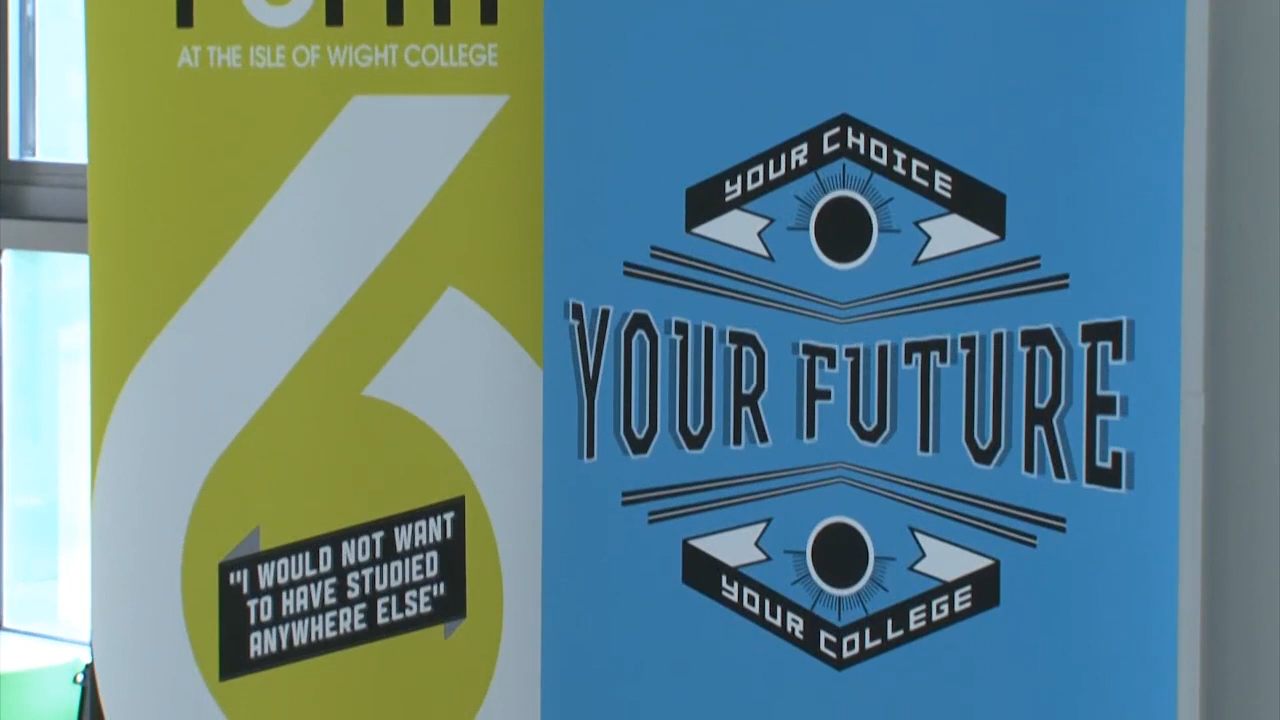 AT THE ISLE OF WIGHT COLLEGE
6
"I WOULD NOT WANT
TO HAVE STUDIED
ANYWHERE ELSE"
YOUR CHOICE
YOUR FUTURE
YOUR COLLEGE